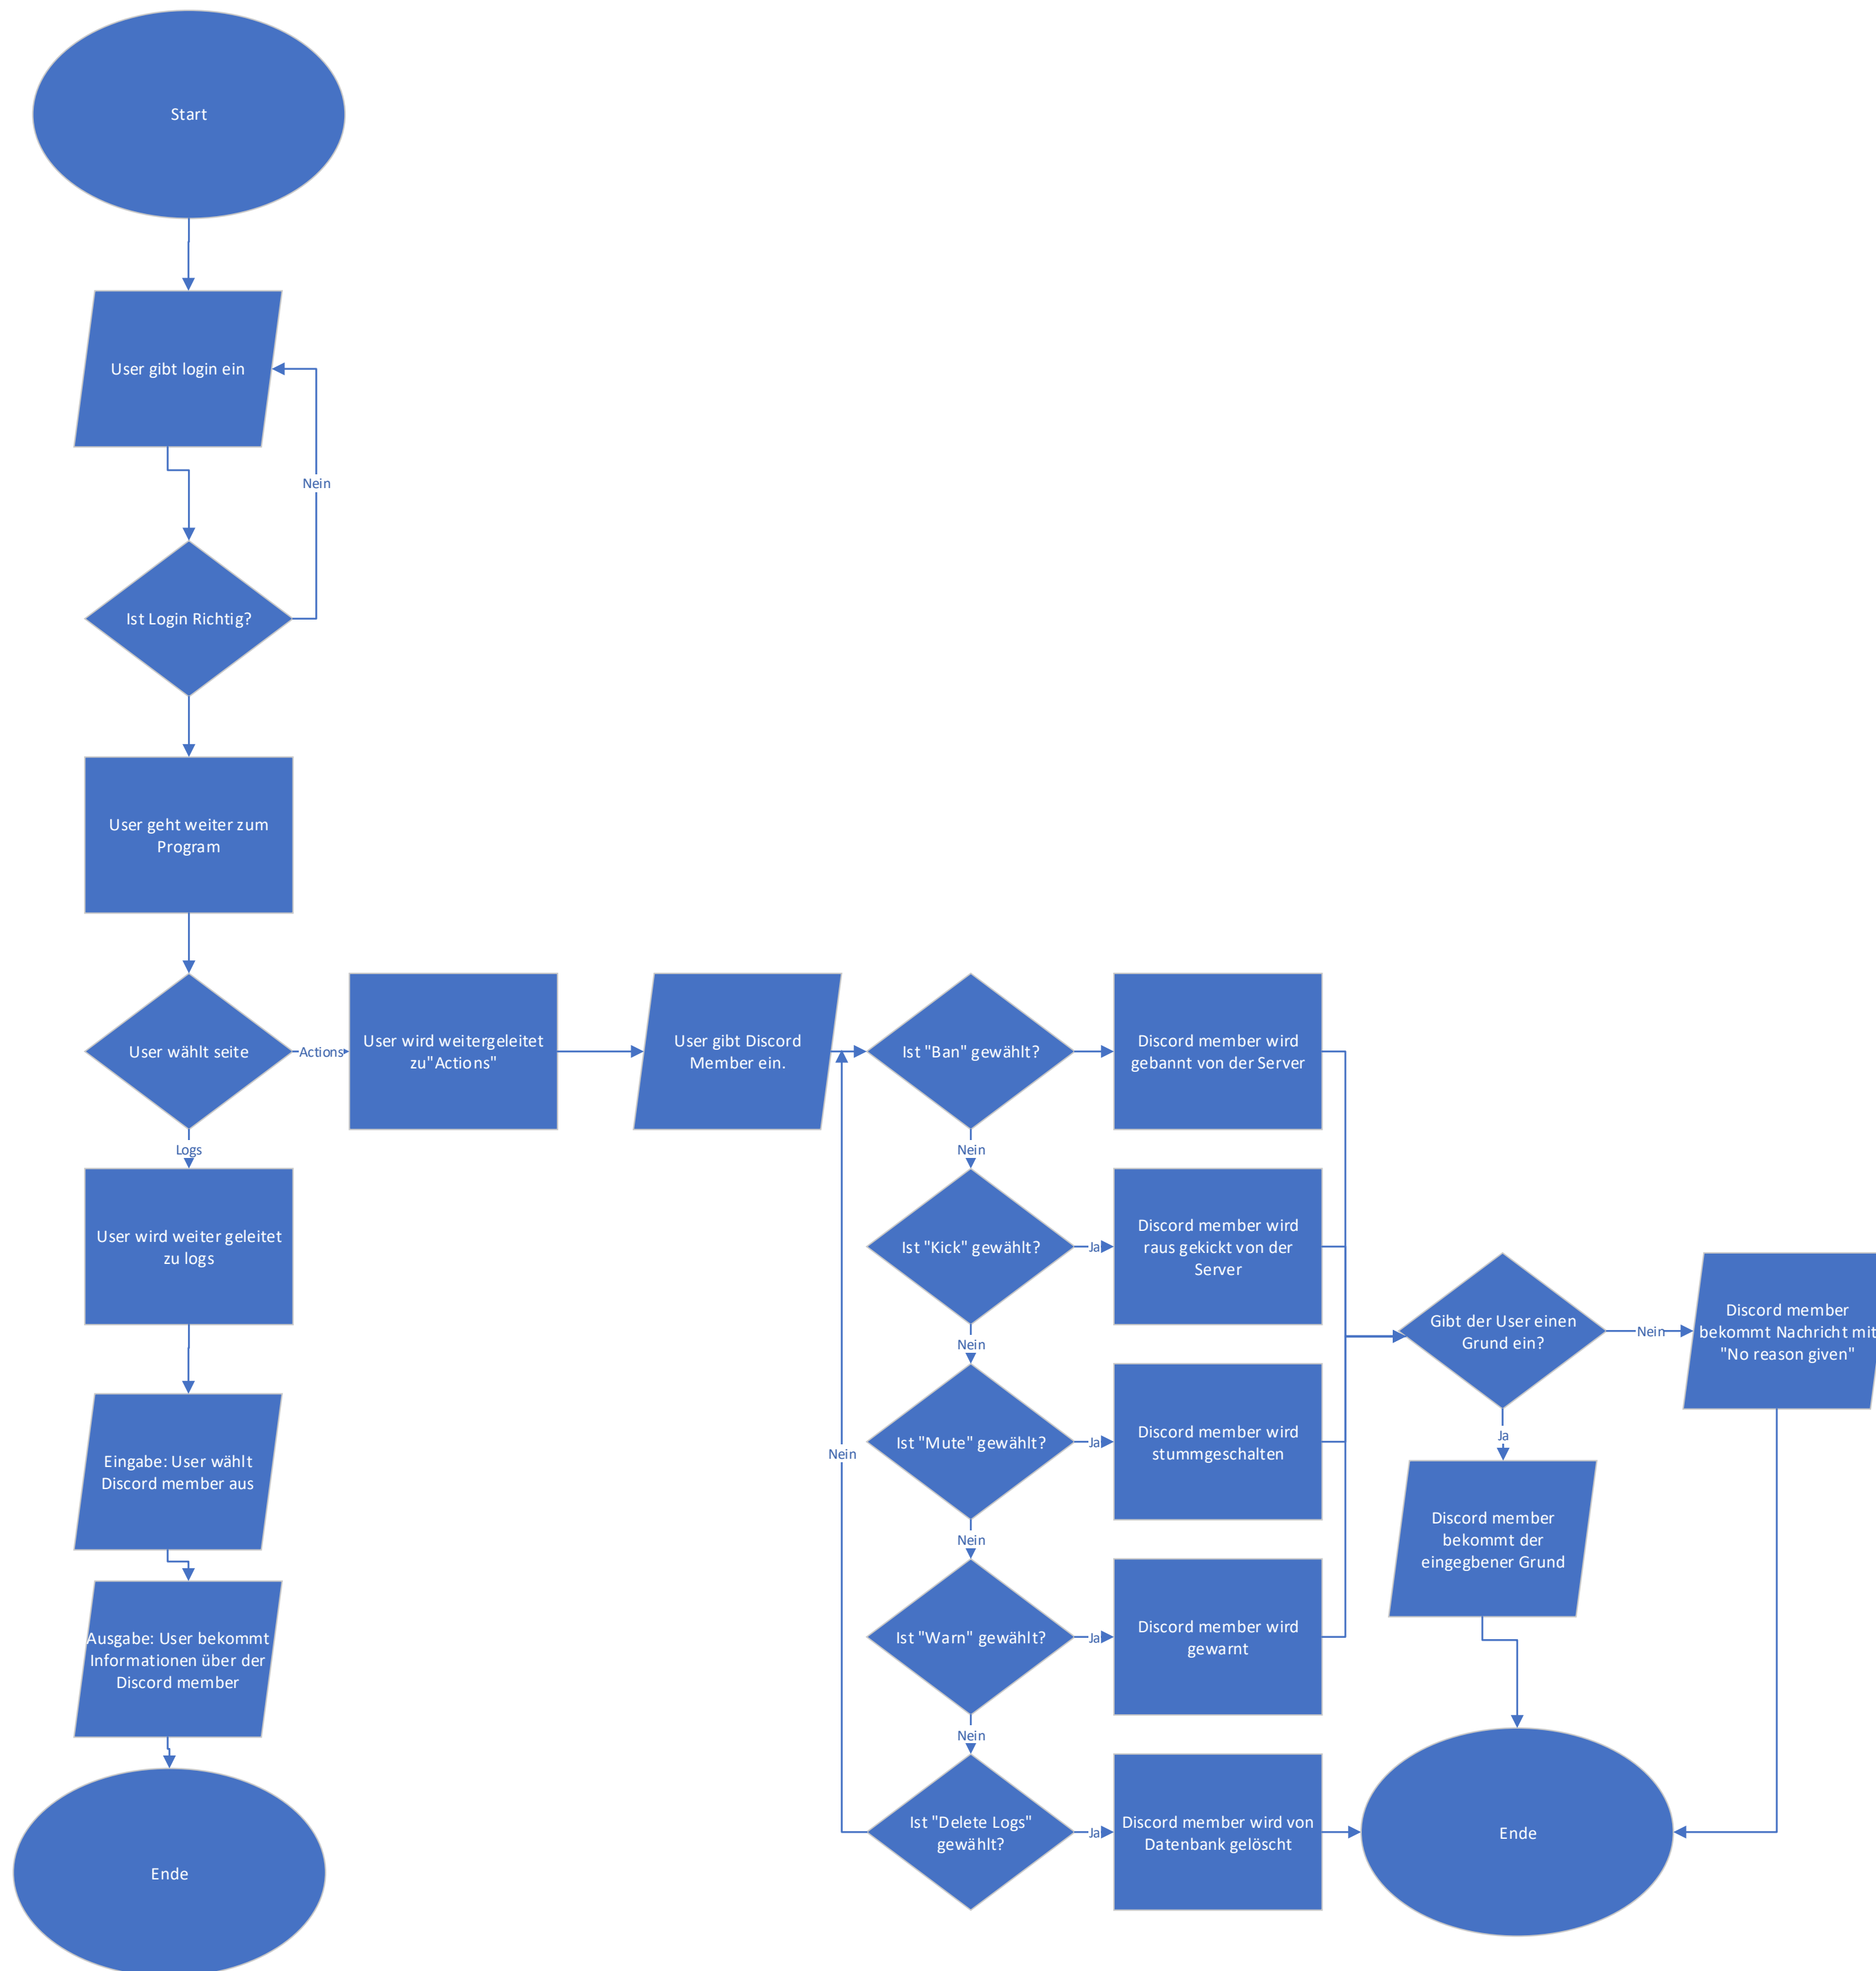 Start
User gibt login ein
Nein
Ist Login Richtig?
User geht weiter zum
Program
User wählt seite
Actions
User wird weitergeleitet
zu"Actions"
User gibt Discord
Member ein.
Ist "Ban" gewählt?
Discord member wird
gebannt von der Server
Logs
Nein
User wird weiter geleitet
zu logs
Ist "Kick" gewählt?
Ja
Discord member wird
raus gekickt von der
Server
Nein
Gibt der User einen
Grund ein?
Nein
Discord member
bekommt Nachricht mit
"No reason given"
Eingabe: User wählt
Discord member aus
Nein
Ist "Mute" gewählt?
Ja
Discord member wird
stummgeschalten
Ja
Nein
Discord member
bekommt der
eingegbener Grund
Ausgabe: User bekommt
Informationen über der
Discord member
Ist "Warn" gewählt?
Ja
Discord member wird
gewarnt
Nein
Ist "Delete Logs"
gewählt?
Ja
Discord member wird von
Datenbank gelöscht
Ende
Ende